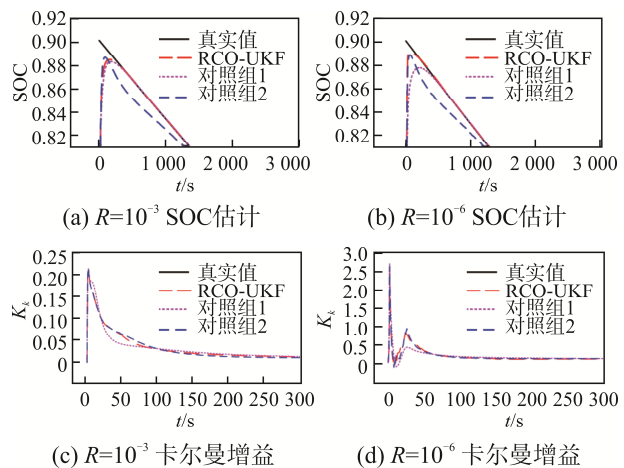 0.92
0.90
0.88
0.86
0.84
0.82
SOC
真实值
RCO-UKF
对照组1
对照组2
0 1 000 2 000 3 000
t/s
(a) R=10⁻³ SOC估计
0.92
0.90
0.88
0.86
0.84
0.82
SOC
真实值
RCO-UKF
对照组1
对照组2
0 1 000 2 000 3 000
t/s
(b) R=10⁻⁶ SOC估计
0.25
0.20
0.15
0.10
0.05
0
Kₖ
真实值
RCO-UKF
对照组1
对照组2
0 50 100 150 200 250 300
t/s
(c) R=10⁻³ 卡尔曼增益
3.0
2.5
2.0
1.5
1.0
0.5
0
Kₖ
真实值
RCO-UKF
对照组1
对照组2
0 50 100 150 200 250 300
t/s
(d) R=10⁻⁶ 卡尔曼增益